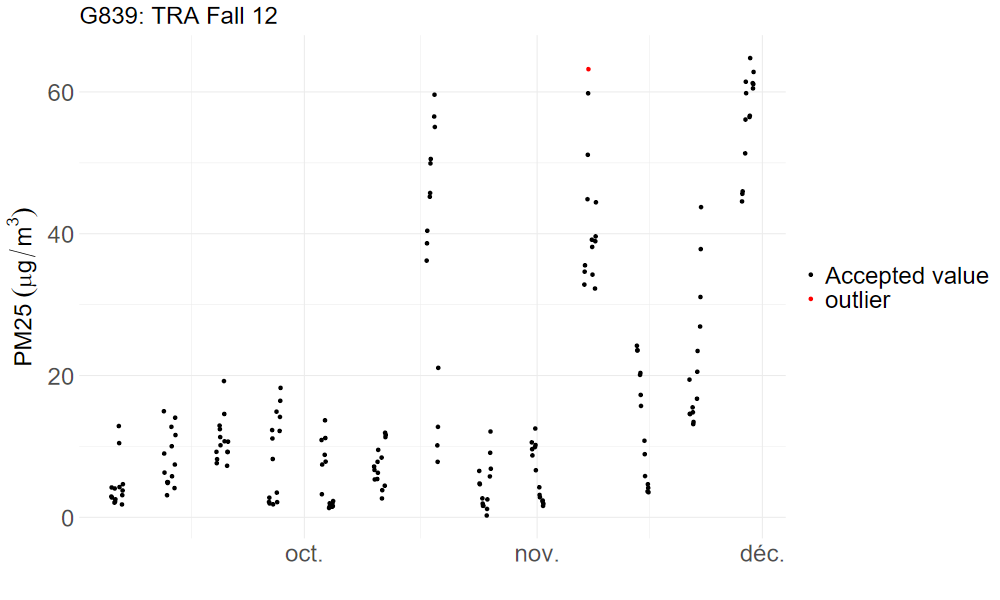 G839: TRA Fall 12
60
40
20
0
PM25 (μg/m³)
oct. nov. déc.
Accepted value
outlier